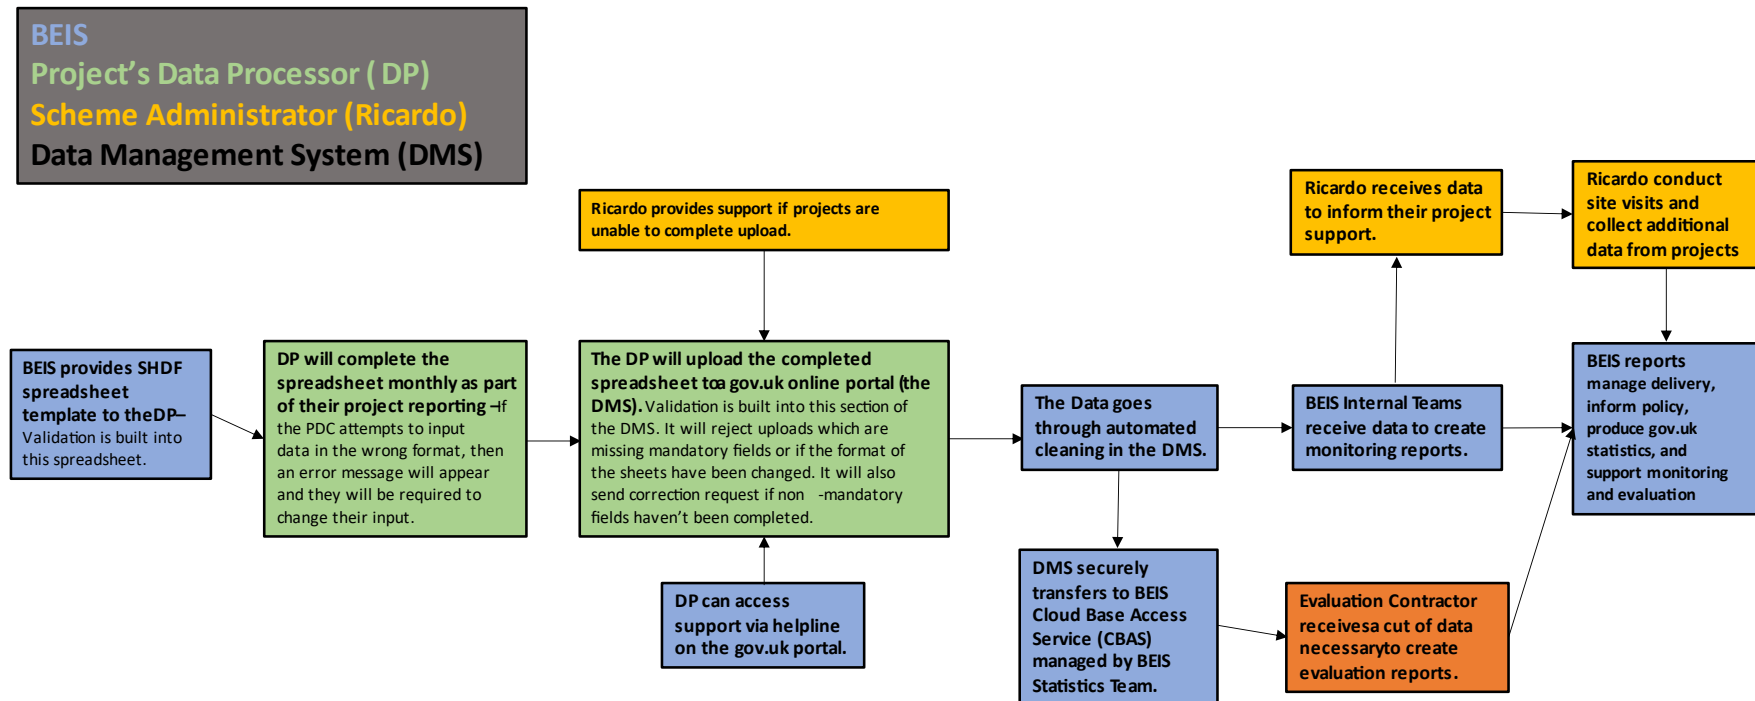 BEIS
Project's Data Processor ( DP)
Scheme Administrator (Ricardo)
Data Management System (DMS)
Ricardo provides support if projects are
unable to complete upload.
Ricardo receives data
to inform their project
support.
Ricardo conduct
site visits and
collect additional
data from projects
BEIS provides SHDF
spreadsheet
template to theDP–
Validation is built into
this spreadsheet.
DP will complete the
spreadsheet monthly as part
of their project reporting –If
the PDC attempts to input
data in the wrong format, then
an error message will appear
and they will be required to
change their input.
The DP will upload the completed
spreadsheet toa gov.uk online portal (the
DMS). Validation is built into this section of
the DMS. It will reject uploads which are
missing mandatory fields or if the format of
the sheets have been changed. It will also
send correction request if non -mandatory
fields haven't been completed.
The Data goes
through automated
cleaning in the DMS.
BEIS Internal Teams
receive data to create
monitoring reports.
BEIS reports
manage delivery,
inform policy,
produce gov.uk
statistics, and
support monitoring
and evaluation
DP can access
support via helpline
on the gov.uk portal.
DMS securely
transfers to BEIS
Cloud Base Access
Service (CBAS)
managed by BEIS
Statistics Team.
Evaluation Contractor
receivesa cut of data
necessaryto create
evaluation reports.